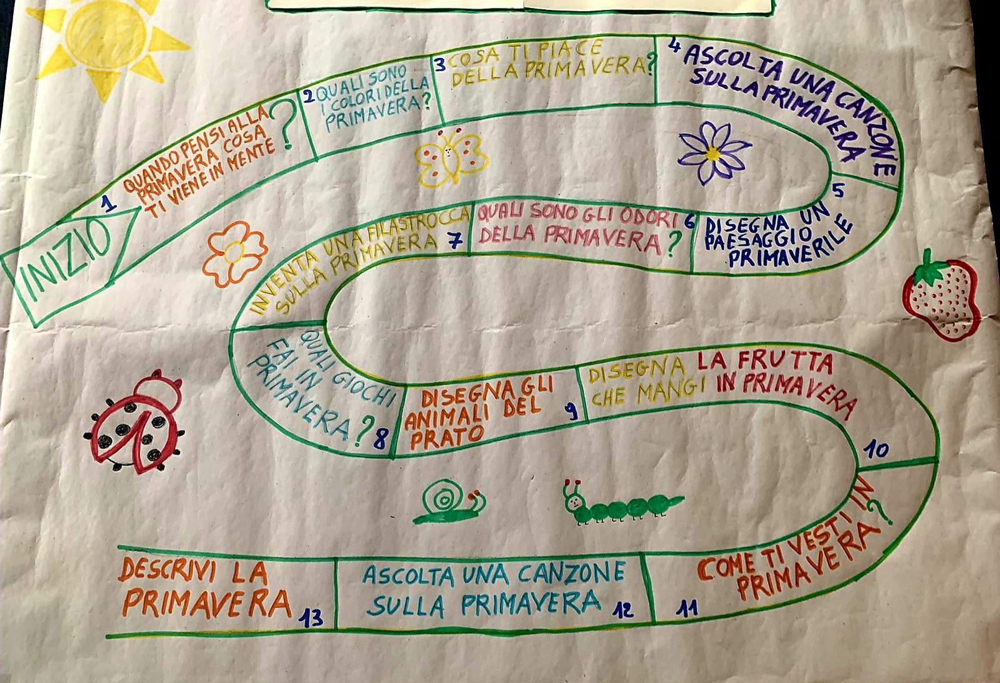 INIZIO
1
QUANDO PENSI ALLA
PRIMAVERA COSA
TI VIENE IN MENTE ?
2 QUALI SONO
I COLORI DELLA
PRIMAVERA?
3 COSA TI PIACE
DELLA PRIMAVERA?
4 ASCOLTA UNA CANZONE
SULLA PRIMAVERA
5
DISEGNA UN
PAESAGGIO
PRIMAVERILE
QUALI SONO GLI ODORI 6
DELLA PRIMAVERA ?
INVENTA UNA FILASTROCCA
SULLA PRIMAVERA 7
QUALI GIOCHI
FAI IN
PRIMAVERA ? 8
DISEGNA GLI
ANIMALI DEL 9
PRATO
DISEGNA LA FRUTTA
CHE MANGI IN PRIMAVERA
10
COME TI VESTI IN
PRIMAVERA ?
11
ASCOLTA UNA CANZONE
SULLA PRIMAVERA 12
DESCRIVI LA
PRIMAVERA 13